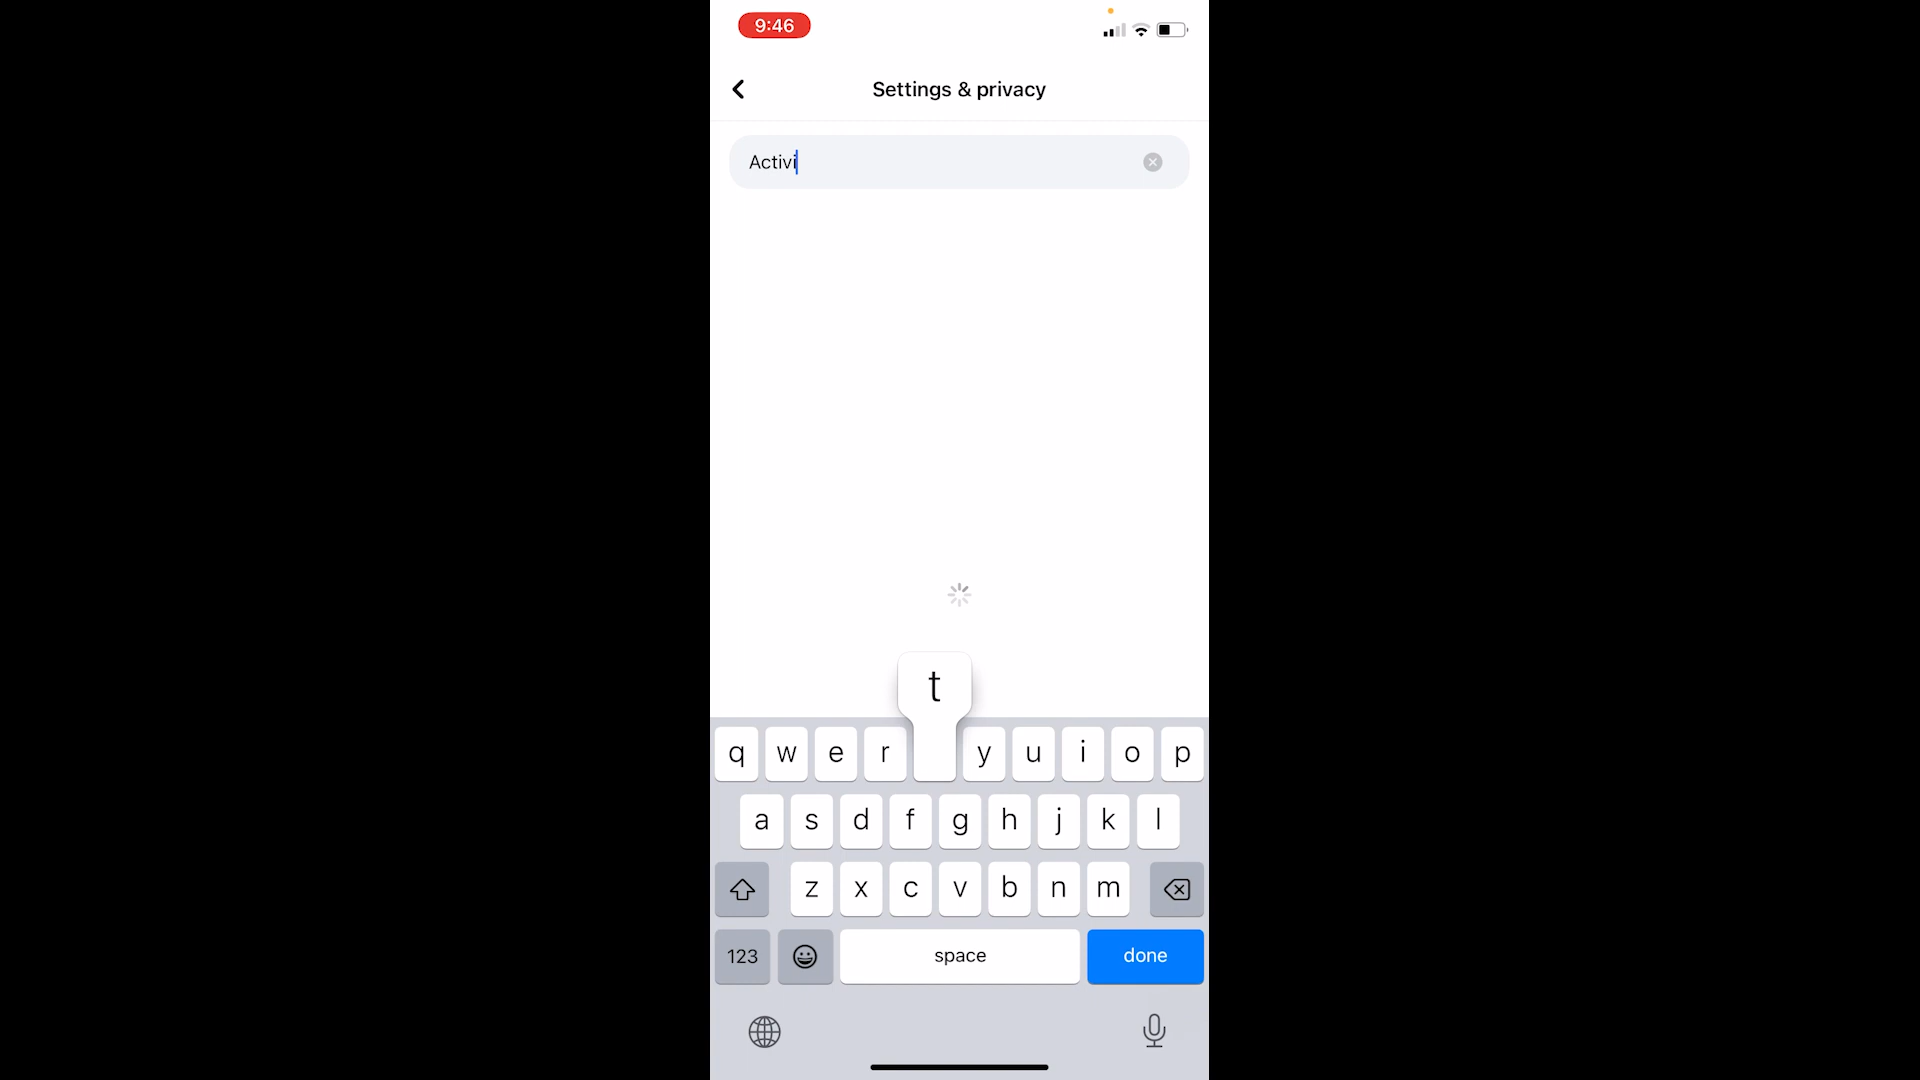 9:46
Settings & privacy
Activi
t
q w e r y u i o p
a s d f g h j k l
z x c v b n m
123 space done